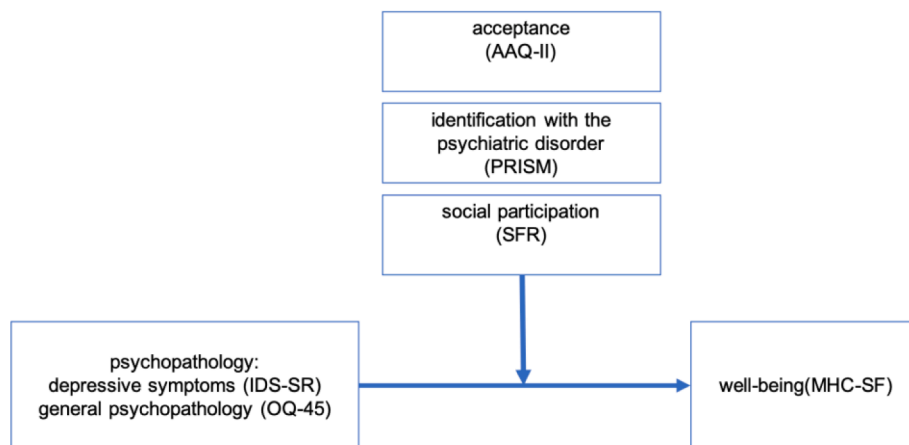 acceptance
(AAQ-II)
identification with the
psychiatric disorder
(PRISM)
social participation
(SFR)
psychopathology:
depressive symptoms (IDS-SR)
general psychopathology (OQ-45)
well-being(MHC-SF)